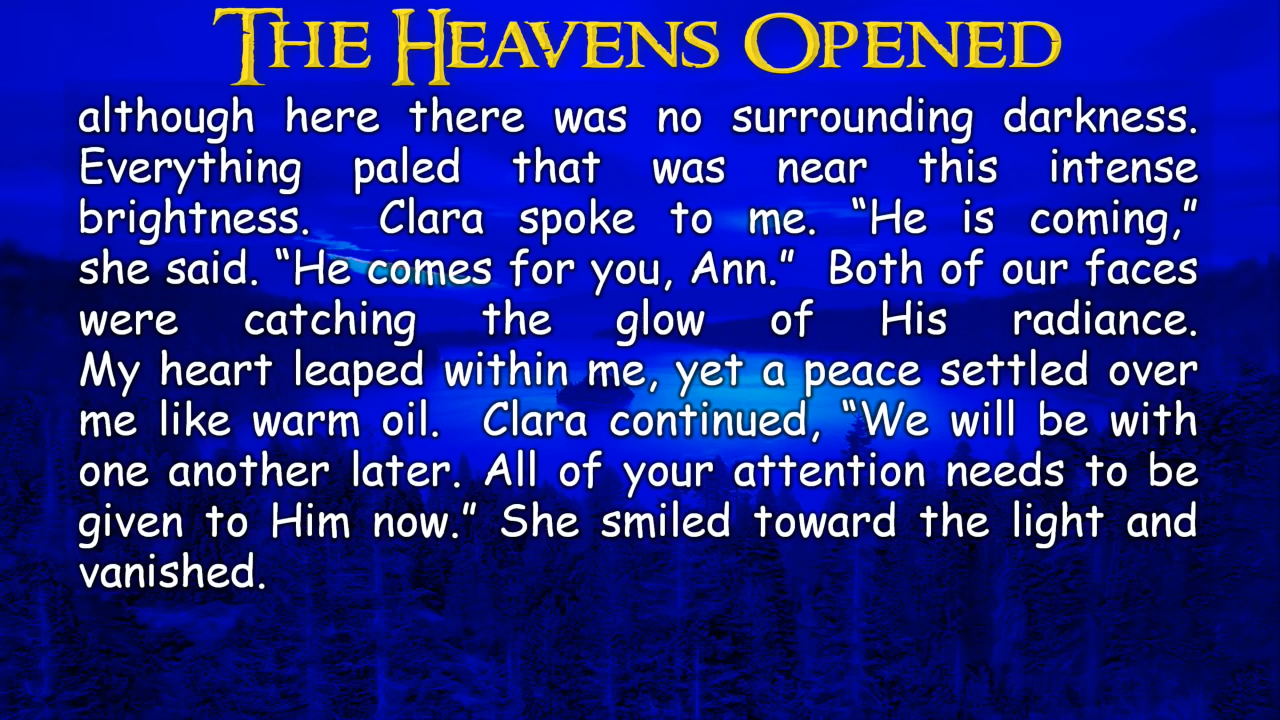 THE HEAVENS OPENED
although here there was no surrounding darkness.
Everything paled that was near this intense
brightness. Clara spoke to me. “He is coming,”
she said. “He comes for you, Ann.” Both of our faces
were catching the glow of His radiance.
My heart leaped within me, yet a peace settled over
me like warm oil. Clara continued, “We will be with
one another later. All of your attention needs to be
given to Him now.” She smiled toward the light and
vanished.